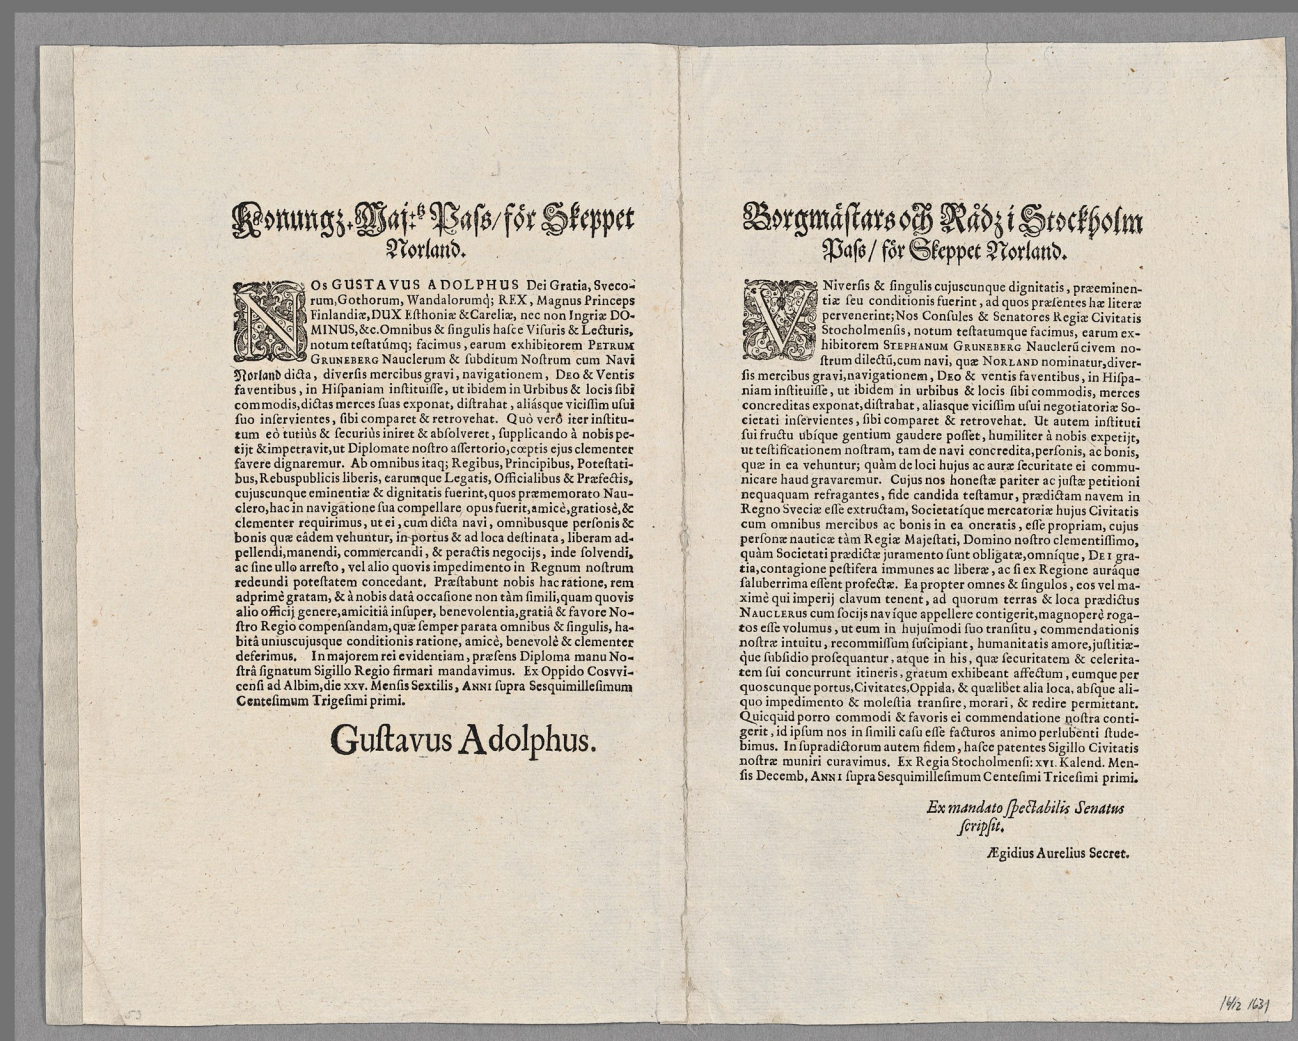 Konungz. Maj:tz Pass/ för Skeppet
Norland.
NOs GUSTAVUS ADOLPHUS Dei Gratia, Sveco-
rum, Gothorum, Wandalorumq; REX, Magnus Princeps
Finlandiæ, DUX Esthoniæ & Careliæ, nec non Ingriæ DO-
MINUS, &c. Omnibus & singulis hasce Visuris & Lecturis,
notum testatúmq; facimus, earum exhibitorem PETRUM
GRUNEBERG Nauclerum & subditum Nostrum cum Navi
Norland dicta, diversis mercibus gravi, navigationem, DEO & Ventis
faventibus, in Hispaniam instituisse, ut ibidem in Urbibus & locis sibi
commodis, dictas merces suas exponat, distrahat, aliásque vicissim usui
suo inservientes, sibi comparet & retrovehat. Quò verò iter institu-
tum eò tutiùs & securiùs iniret & absolveret, supplicando à nobis pe-
tijt & impetravit, ut Diplomate nostro assertorio, cœptis ejus clementer
favere dignaremur. Ab omnibus itaq; Regibus, Principibus, Potestati-
bus, Rebuspublicis liberis, earumque Legatis, Officialibus & Præfectis,
cujuscunque eminentiæ & dignitatis fuerint, quos præmemorato Nau-
clero, hac in navigatione sua compellare opus fuerit, amicè, gratiosè, &
clementer requirimus, ut ei, cum dicta navi, omnibusque personis &
bonis quæ eâdem vehuntur, in portus & ad loca destinata, liberam ad-
pellendi, manendi, commercandi, & peractis negocijs, inde solvendi,
ac sine ullo arresto, vel alio quovis impedimento in Regnum nostrum
redeundi potestatem concedant. Præstabunt nobis hac ratione, rem
adprimè gratam, & à nobis datâ occasione non tàm simili, quam quovis
alio officij genere, amicitiâ insuper, benevolentia, gratiâ & favore No-
stro Regio compensandam, quæ semper parata omnibus & singulis, ha-
bitâ uniuscujusque conditionis ratione, amicè, benevolè & clementer
deferimus. In majorem rei evidentiam, præsens Diploma manu No-
strâ signatum Sigillo Regio firmari mandavimus. Ex Oppido Cosvvi-
censi ad Albim, die xxv. Mensis Sextilis, ANNI supra Sesquimillesimum
Centesimum Trigesimi primi.
Gustavus Adolphus.
Borgmästars och Rådz i Stockholm
Pass/ för Skeppet Norland.
VNiversis & singulis cujuscunque dignitatis, præeminen-
tiæ seu conditionis fuerint, ad quos præsentes hæ literæ
pervenerint; Nos Consules & Senatores Regiæ Civitatis
Stocholmensis, notum testatumque facimus, earum ex-
hibitorem STEPHANUM GRUNEBERG Nauclerū civem no-
strum dilectū, cum navi, quæ NORLAND nominatur, diver-
sis mercibus gravi, navigationem, DEO & ventis faventibus, in Hispa-
niam instituisse, ut ibidem in urbibus & locis sibi commodis, merces
concreditas exponat, distrahat, aliasque vicissim usui negotiatoriæ So-
cietati inservientes, sibi comparet & retrovehat. Ut autem instituti
sui fructu ubíque gentium gaudere posset, humiliter à nobis expetijt,
ut testificationem nostram, tam de navi concredita, personis, ac bonis,
quæ in ea vehuntur; quàm de loci hujus ac auræ securitate ei commu-
nicare haud gravaremur. Cujus nos honestæ pariter ac justæ petitioni
nequaquam refragantes, fide candida testamur, prædictam navem in
Regno Sveciæ esse extructam, Societatíque mercatoriæ hujus Civitatis
cum omnibus mercibus ac bonis in ea oneratis, esse propriam, cujus
personæ nauticæ tàm Regiæ Majestati, Domino nostro clementissimo,
quàm Societati prædictæ juramento sunt obligatæ, omnísque, DEI gra-
tia, contagione pestifera immunes ac liberæ, ac si ex Regione auráque
saluberrima essent profectæ. Ea propter omnes & singulos, eos vel ma-
ximè qui imperij clavum tenent, ad quorum terras & loca prædictus
NAUCLERUS cum socijs navíque appellere contigerit, magnoperè roga-
tos esse volumus, ut eum in hujusmodi suo transitu, commendationis
nostræ intuitu, recommissum suscipiant, humanitatis amore, justitiæ-
que subsidio prosequantur, atque in his, quæ securitatem & celerita-
tem sui concurrunt itineris, gratum exhibeant affectum, eumque per
quoscunque portus, Civitates, Oppida, & quælibet alia loca, absque ali-
quo impedimento & molestia transire, morari, & redire permittant.
Quicquid porro commodi & favoris ei commendatione nostra conti-
gerit, id ipsum nos in simili casu esse facturos animo perlubenti stude-
bimus. In supradictorum autem fidem, hasce patentes Sigillo Civitatis
nostræ muniri curavimus. Ex Regia Stocholmensi: xvi. Kalend. Men-
sis Decemb, ANNI supra Sesquimillesimum Centesimi Tricesimi primi.
Ex mandato spectabilis Senatus
scripsit.
Ægidius Aurelius Secret.
16/12 1631